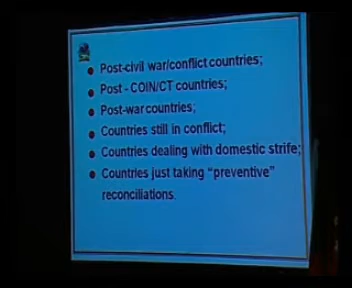 Post-civil war/conflict countries;
Post - COIN/CT countries;
Post-war countries;
Countries still in conflict;
Countries dealing with domestic strife;
Countries just taking “preventive”
reconciliations.